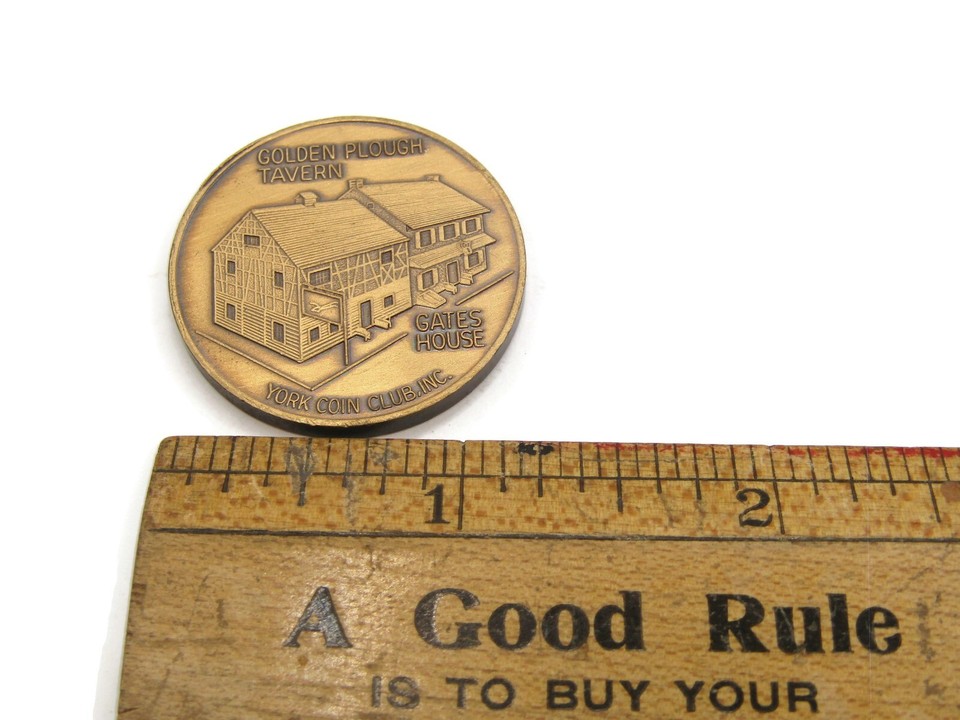 GOLDEN PLOUGH
TAVERN
GATES
HOUSE
YORK COIN CLUB, INC.
1 2
A Good Rule
IS TO BUY YOUR